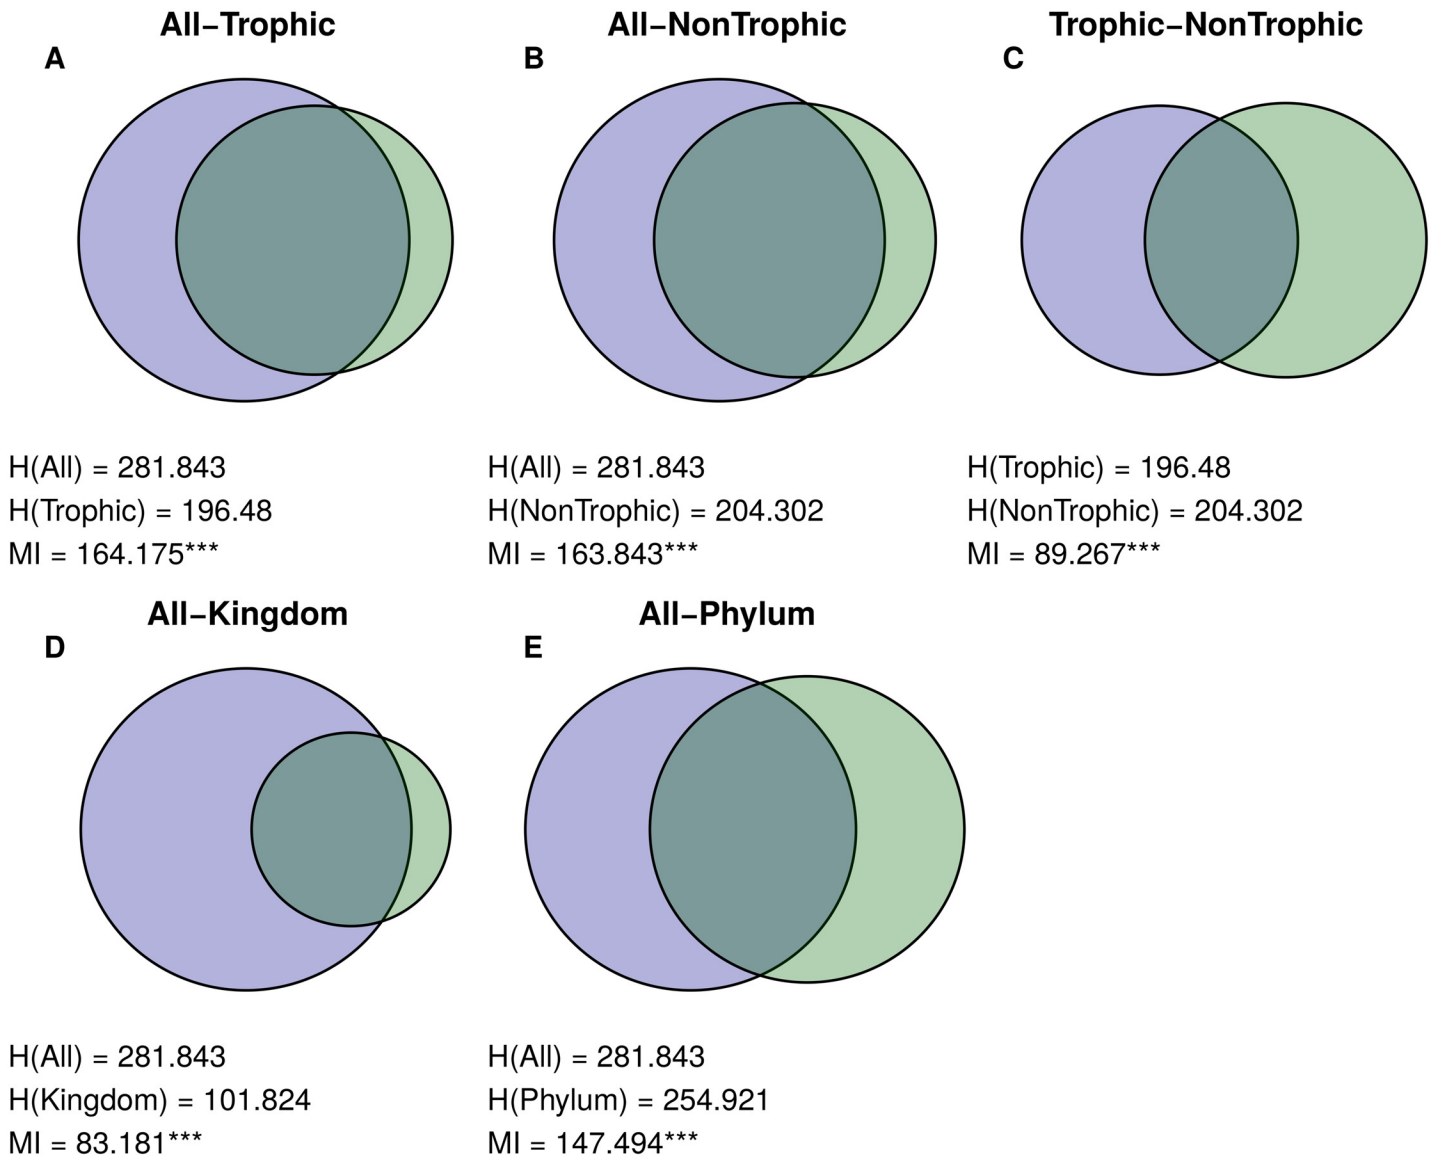 All–Trophic
A
H(All) = 281.843
H(Trophic) = 196.48
MI = 164.175***
All–NonTrophic
B
H(All) = 281.843
H(NonTrophic) = 204.302
MI = 163.843***
Trophic–NonTrophic
C
H(Trophic) = 196.48
H(NonTrophic) = 204.302
MI = 89.267***
All–Kingdom
D
H(All) = 281.843
H(Kingdom) = 101.824
MI = 83.181***
All–Phylum
E
H(All) = 281.843
H(Phylum) = 254.921
MI = 147.494***